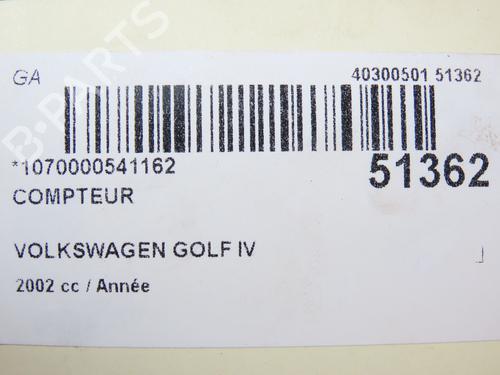 GA
40300501 51362
*1070000541162
51362
COMPTEUR
VOLKSWAGEN GOLF IV
2002 cc / Année
B-PARTS